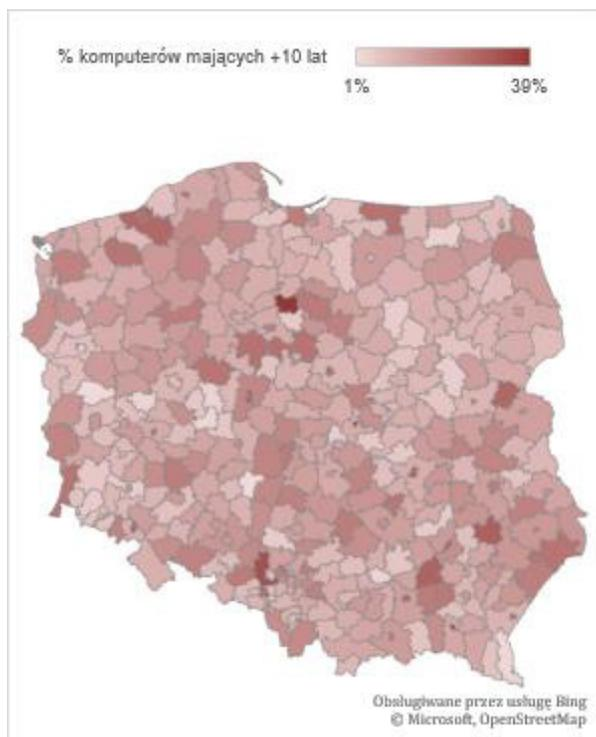 % komputerów mających +10 lat
1% 39%
Obsługiwane przez usługę Bing
© Microsoft, OpenStreetMap